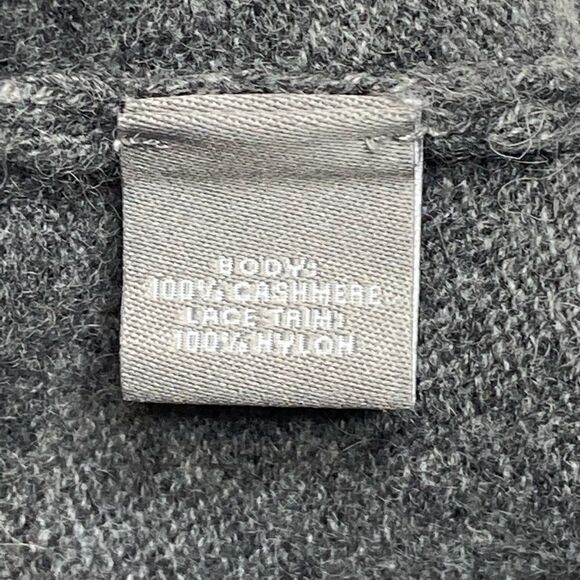 BODY:
100% CASHMERE
LACE TRIM:
100% NYLON